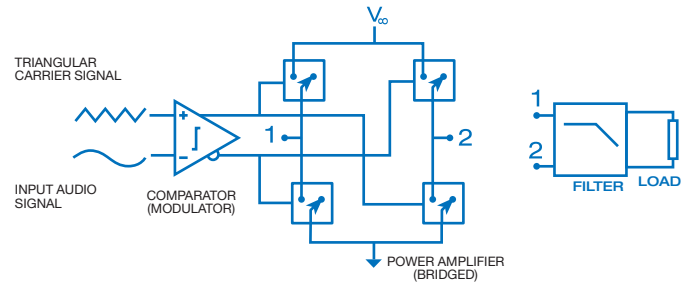 V∞
TRIANGULAR
CARRIER SIGNAL
+
−
INPUT AUDIO
SIGNAL
COMPARATOR
(MODULATOR)
1
2
POWER AMPLIFIER
(BRIDGED)
1
2
FILTER
LOAD